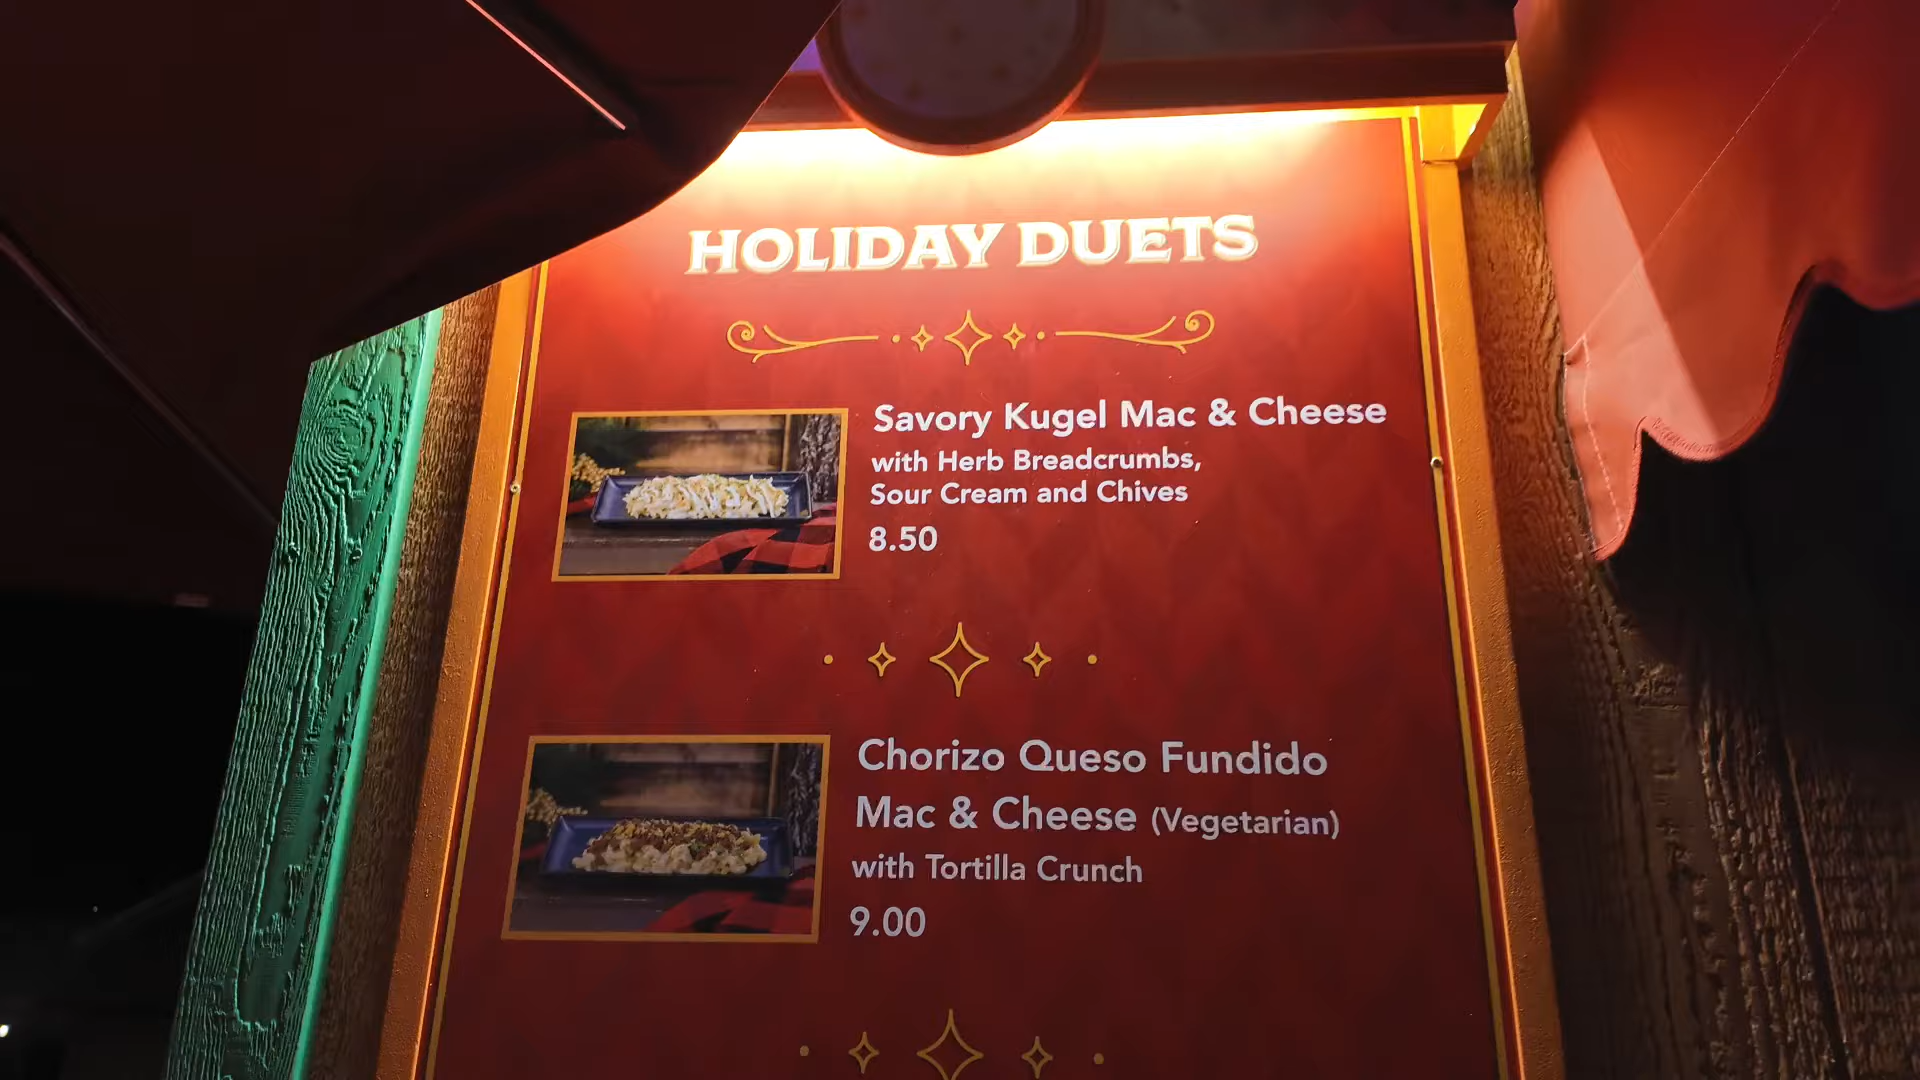 HOLIDAY DUETS
Savory Kugel Mac & Cheese
with Herb Breadcrumbs,
Sour Cream and Chives
8.50
Chorizo Queso Fundido
Mac & Cheese (Vegetarian)
with Tortilla Crunch
9.00